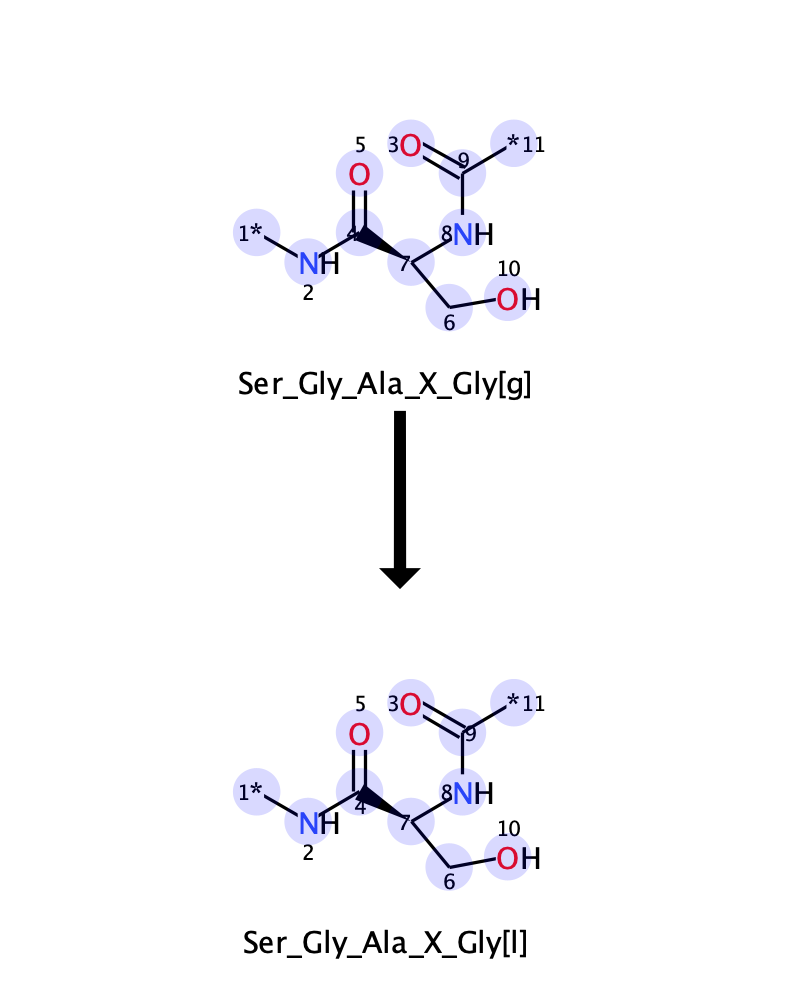 5 3O 9 *11
O
1* 4 8NH
NH 7 10
2 OH
6
Ser_Gly_Ala_X_Gly[g]
5 3O *11
O 9
1* 4 8NH
NH 7 10
2 OH
6
Ser_Gly_Ala_X_Gly[l]